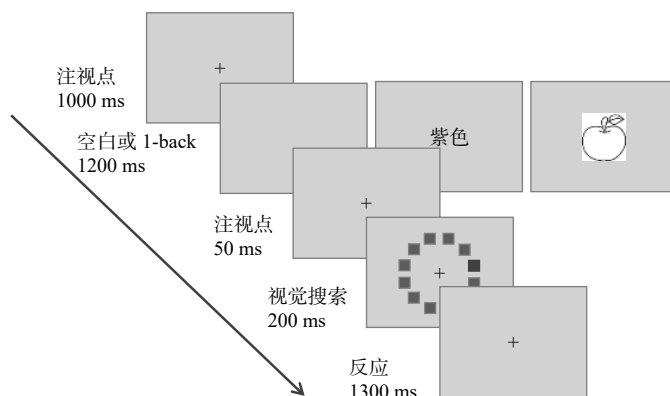 注视点
1000 ms
空白或 1-back
1200 ms
紫色
注视点
50 ms
视觉搜索
200 ms
反应
1300 ms